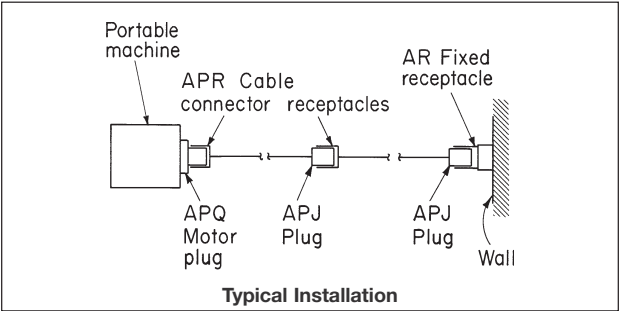 Portable
machine
APR Cable
connector receptacles
AR Fixed
receptacle
APQ
Motor
plug
APJ
Plug
APJ
Plug
Wall
Typical Installation